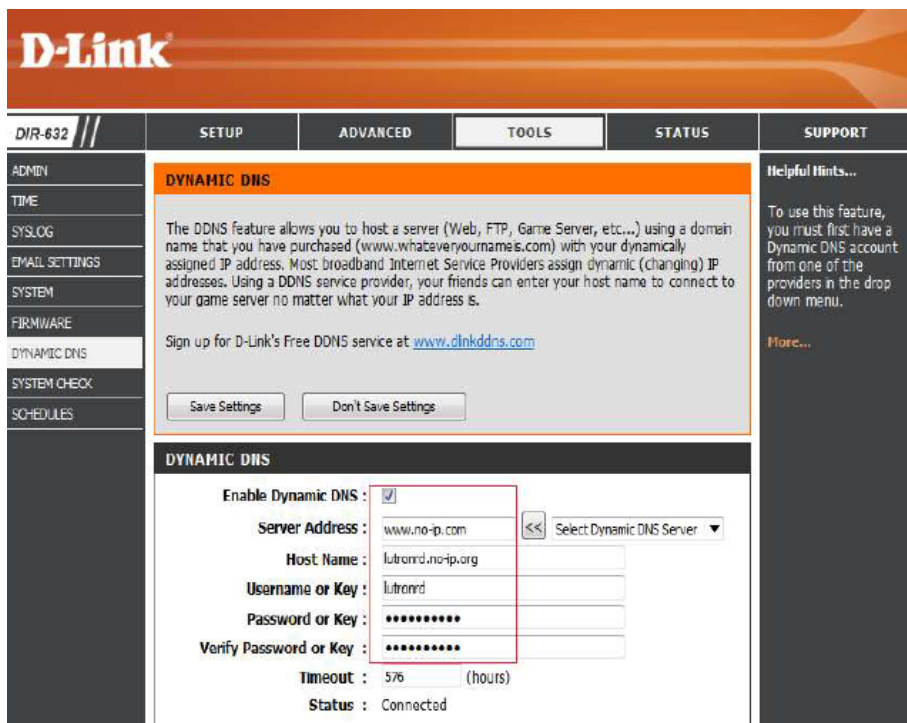 D-Link
DIR-632
SETUP
ADVANCED
TOOLS
STATUS
SUPPORT
ADMIN
TIME
SYSLOG
EMAIL SETTINGS
SYSTEM
FIRMWARE
DYNAMIC DNS
SYSTEM CHECK
SCHEDULES
DYNAMIC DNS
The DDNS feature allows you to host a server (Web, FTP, Game Server, etc...) using a domain
name that you have purchased (www.whateveryournameis.com) with your dynamically
assigned IP address. Most broadband Internet Service Providers assign dynamic (changing) IP
addresses. Using a DDNS service provider, your friends can enter your host name to connect to
your game server no matter what your IP address is.
Sign up for D-Link's Free DDNS service at www.dlinkddns.com
Save Settings
Don't Save Settings
DYNAMIC DNS
Enable Dynamic DNS :
Server Address : www.no-ip.com << Select Dynamic DNS Server
Host Name : lutronrd.no-ip.org
Username or Key : lutronrd
Password or Key : ••••••••••
Verify Password or Key : ••••••••••
Timeout : 576 (hours)
Status : Connected
Helpful Hints...
To use this feature,
you must first have a
Dynamic DNS account
from one of the
providers in the drop
down menu.
More...